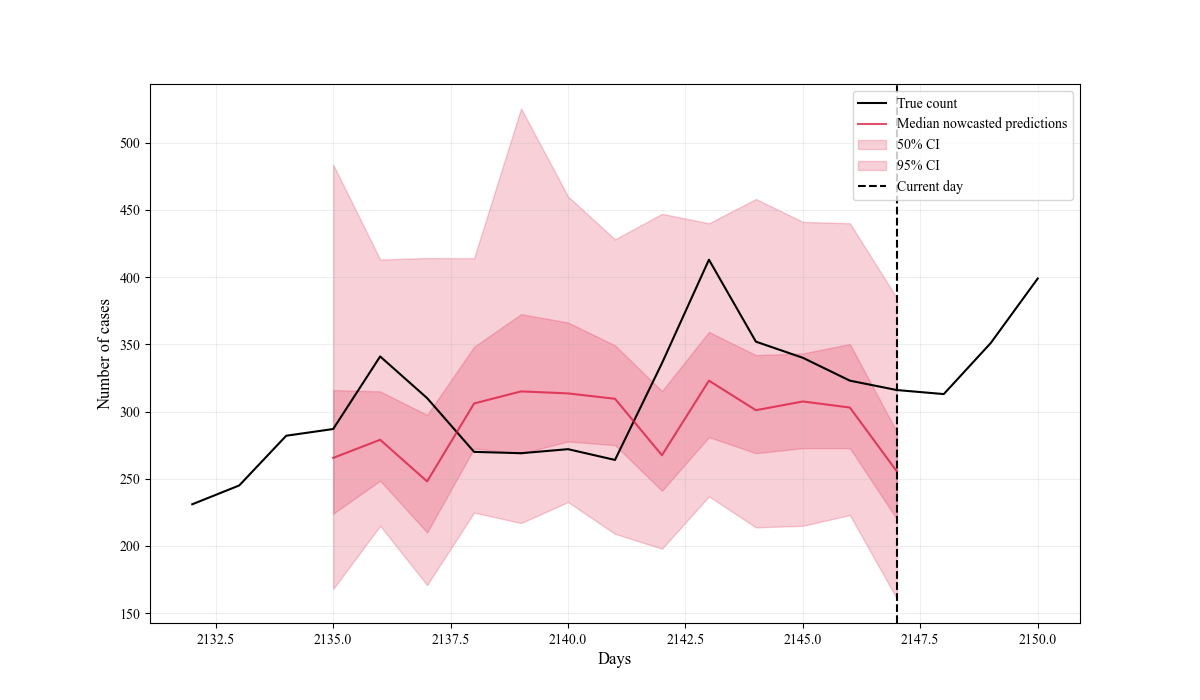 True count
Median nowcasted predictions
50% CI
95% CI
Current day
500
450
400
350
300
250
200
150
Number of cases
2132.5 2135.0 2137.5 2140.0 2142.5 2145.0 2147.5 2150.0
Days